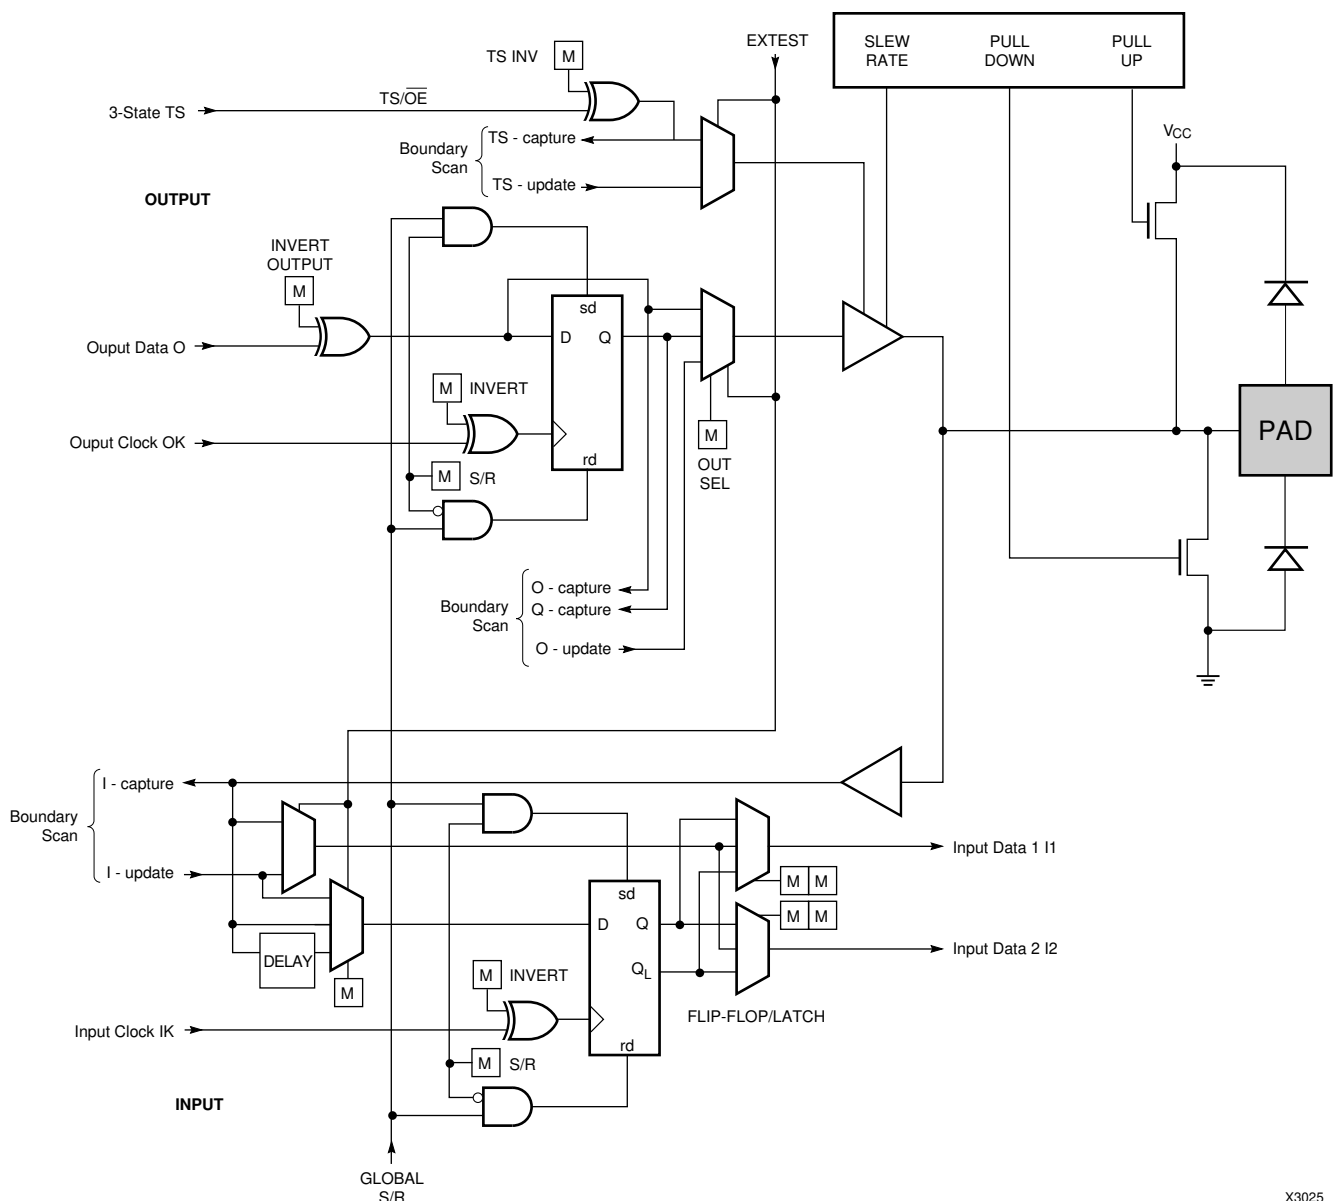 EXTEST
SLEW RATE
PULL DOWN
PULL UP
TS INV
M
TS/OE
3-State TS
Boundary Scan
TS - capture
TS - update
VCC
OUTPUT
INVERT OUTPUT
M
sd
D
Q
Ouput Data O
M
INVERT
PAD
Ouput Clock OK
M
OUT SEL
rd
M
S/R
Boundary Scan
O - capture
Q - capture
O - update
Boundary Scan
I - capture
I - update
Input Data 1 I1
M M
sd
D
Q
M M
Input Data 2 I2
DELAY
QL
M
M
INVERT
FLIP-FLOP/LATCH
Input Clock IK
rd
M
S/R
INPUT
GLOBAL S/R
X3025